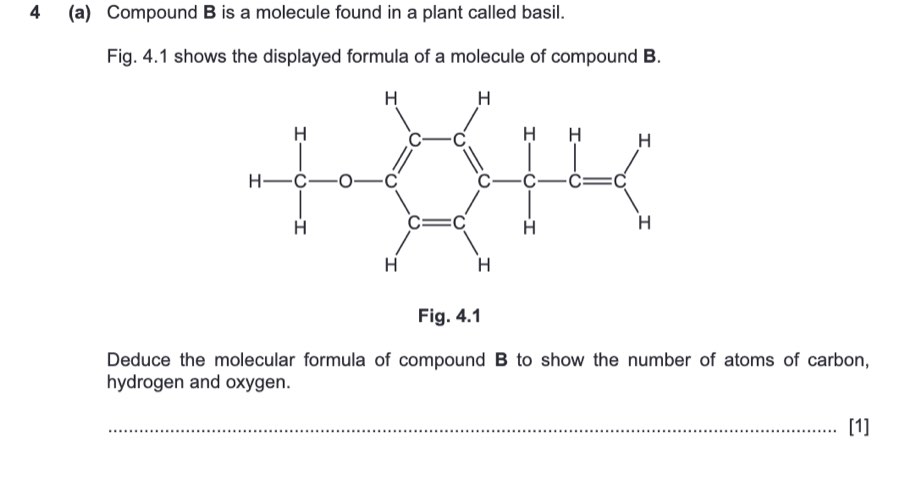 4 (a) Compound B is a molecule found in a plant called basil.
Fig. 4.1 shows the displayed formula of a molecule of compound B.
H H
H C C H H H
H C O C C C C C
H C C H H
H H
Fig. 4.1
Deduce the molecular formula of compound B to show the number of atoms of carbon,
hydrogen and oxygen.
.......................................................................................................................................... [1]